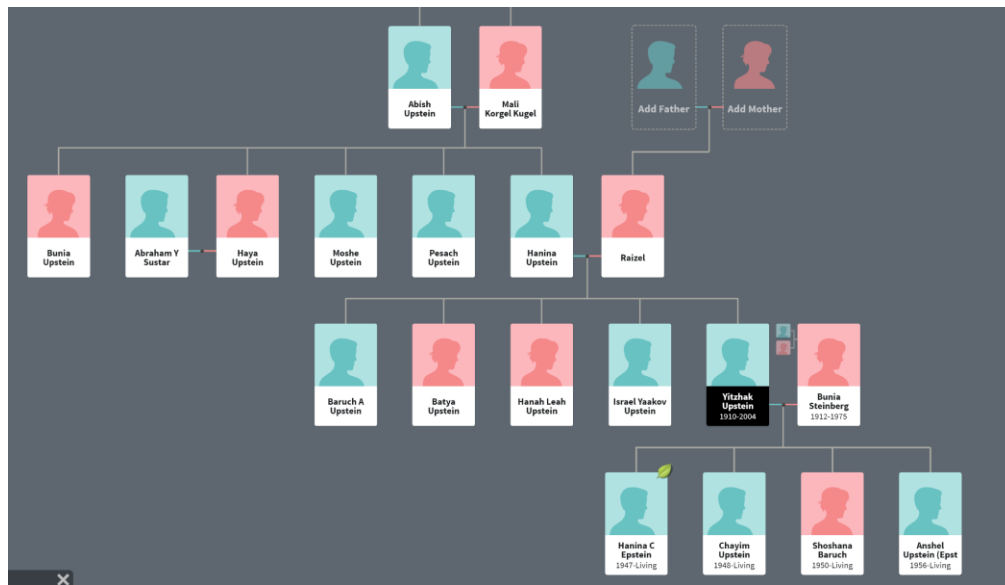 Abish
Upstein
Mali
Korgel Kugel
Add Father
Add Mother
Bunia
Upstein
Abraham Y
Sustar
Haya
Upstein
Moshe
Upstein
Pesach
Upstein
Hanina
Upstein
Raizel
Baruch A
Upstein
Batya
Upstein
Hanah Leah
Upstein
Israel Yaakov
Upstein
Yitzhak
Upstein
1910-2004
Bunia
Steinberg
1912-1975
Hanina C
Epstein
1947-Living
Chayim
Upstein
1948-Living
Shoshana
Baruch
1950-Living
Anshel
Upstein (Epst
1956-Living